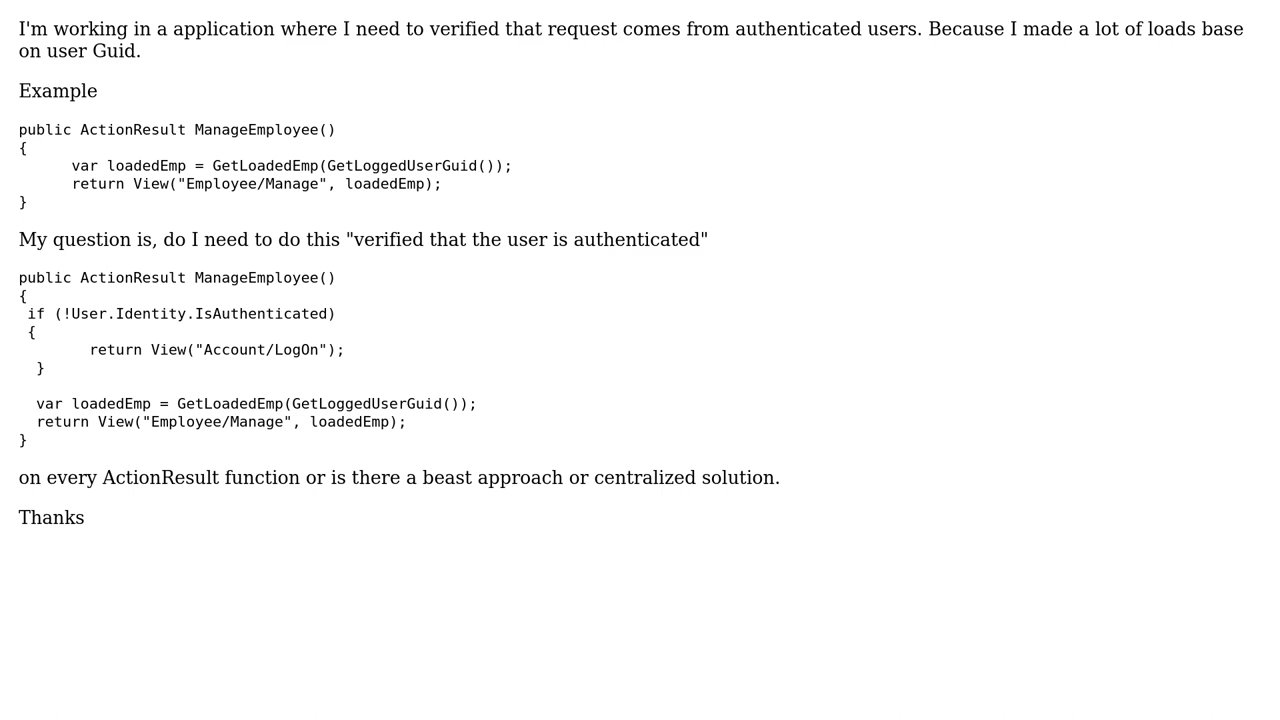 I'm working in a application where I need to verified that request comes from authenticated users. Because I made a lot of loads base
on user Guid.
Example
public ActionResult ManageEmployee()
{
      var loadedEmp = GetLoadedEmp(GetLoggedUserGuid());
      return View("Employee/Manage", loadedEmp);
}
My question is, do I need to do this "verified that the user is authenticated"
public ActionResult ManageEmployee()
{
 if (!User.Identity.IsAuthenticated)
 {
        return View("Account/LogOn");
  }

  var loadedEmp = GetLoadedEmp(GetLoggedUserGuid());
  return View("Employee/Manage", loadedEmp);
}
on every ActionResult function or is there a beast approach or centralized solution.
Thanks